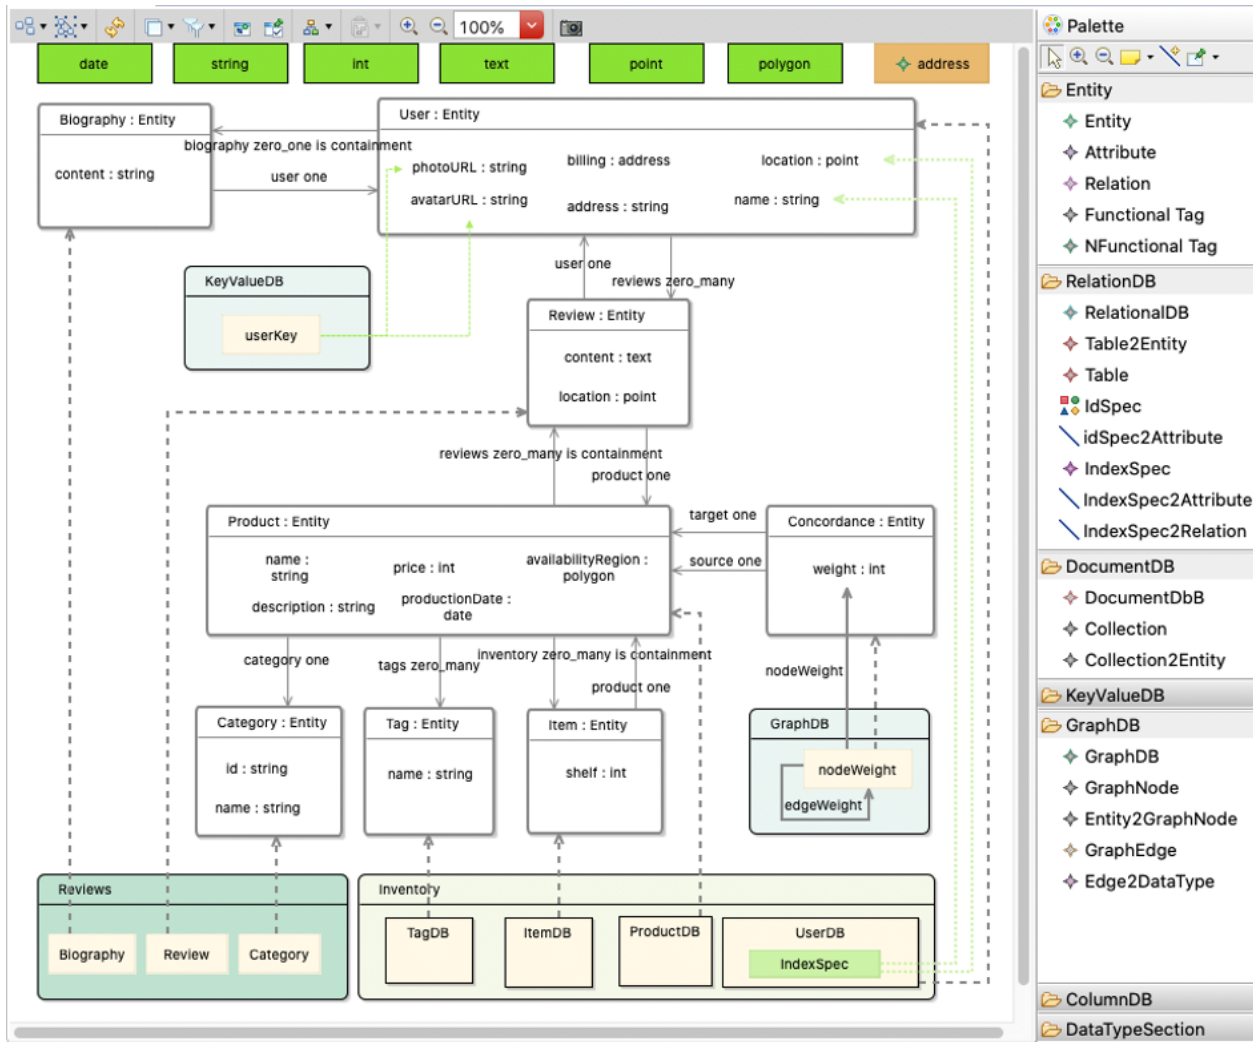 100%
date
string
int
text
point
polygon
address
Biography : Entity
content : string
User : Entity
photoURL : string
billing : address
location : point
avatarURL : string
address : string
name : string
biography zero_one is containment
user one
KeyValueDB
userKey
user one
reviews zero_many
Review : Entity
content : text
location : point
reviews zero_many is containment
product one
Product : Entity
name :
string
price : int
availabilityRegion :
polygon
description : string
productionDate :
date
target one
source one
Concordance : Entity
weight : int
category one
tags zero_many
inventory zero_many is containment
product one
nodeWeight
Category : Entity
id : string
name : string
Tag : Entity
name : string
Item : Entity
shelf : int
GraphDB
nodeWeight
edgeWeight
Reviews
Biography
Review
Category
Inventory
TagDB
ItemDB
ProductDB
UserDB
IndexSpec
Palette
Entity
Entity
Attribute
Relation
Functional Tag
NFunctional Tag
RelationDB
RelationalDB
Table2Entity
Table
IdSpec
idSpec2Attribute
IndexSpec
IndexSpec2Attribute
IndexSpec2Relation
DocumentDB
DocumentDbB
Collection
Collection2Entity
KeyValueDB
GraphDB
GraphDB
GraphNode
Entity2GraphNode
GraphEdge
Edge2DataType
ColumnDB
DataTypeSection